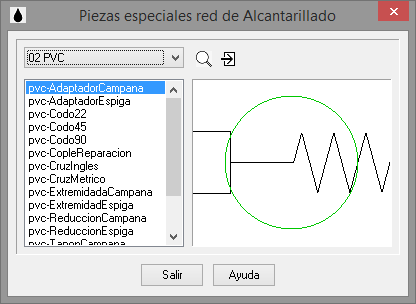 Piezas especiales red de Alcantarillado
02 PVC
pvc-AdaptadorCampana
pvc-AdaptadorEspiga
pvc-Codo22
pvc-Codo45
pvc-Codo90
pvc-CopleReparacion
pvc-CruzIngles
pvc-CruzMetrico
pvc-ExtremidadaCampana
pvc-ExtremidadEspiga
pvc-ReduccionCampana
pvc-ReduccionEspiga
pvc-TaponCampana
Salir
Ayuda